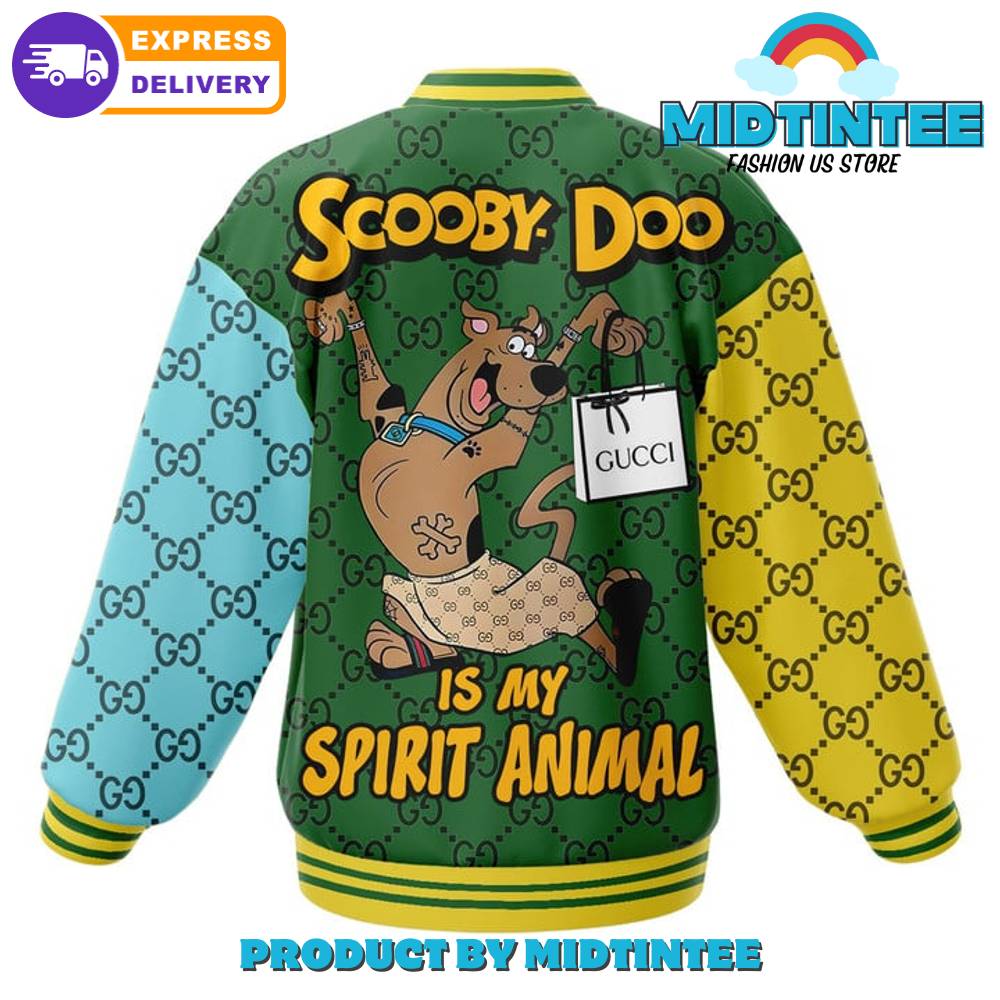 EXPRESS
DELIVERY
MIDTINTEE
FASHION US STORE
SCOOBY-DOO
GUCCI
IS MY
SPIRIT ANIMAL
PRODUCT BY MIDTINTEE